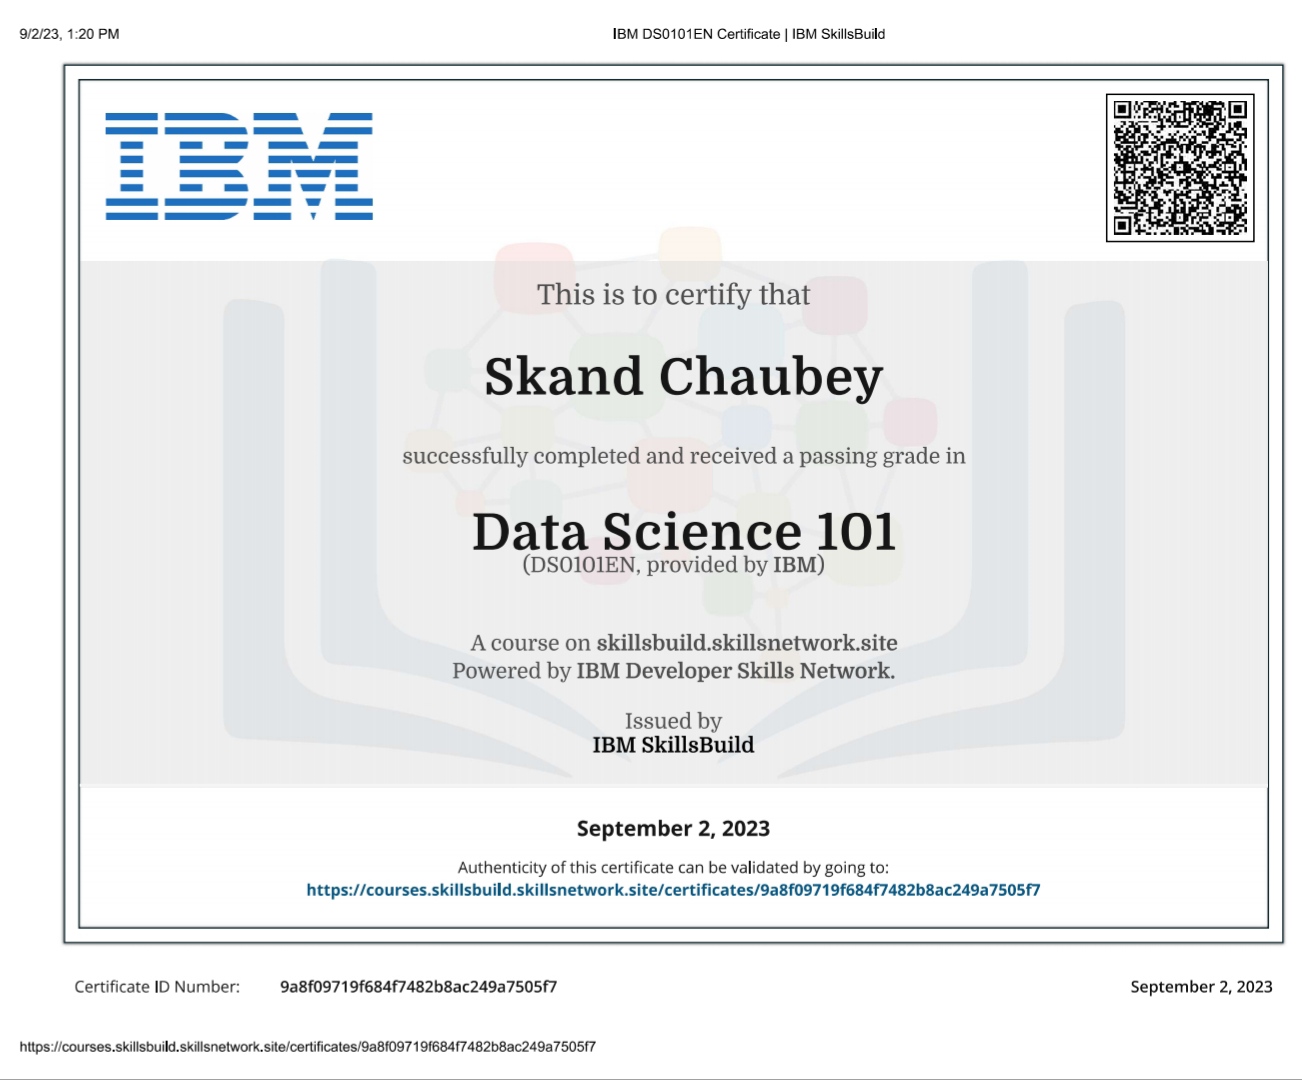 9/2/23, 1:20 PM
IBM DS0101EN Certificate | IBM SkillsBuild
IBM
This is to certify that
Skand Chaubey
successfully completed and received a passing grade in
Data Science 101
(DS0101EN, provided by IBM)
A course on skillsbuild.skillsnetwork.site
Powered by IBM Developer Skills Network.
Issued by
IBM SkillsBuild
September 2, 2023
Authenticity of this certificate can be validated by going to:
https://courses.skillsbuild.skillsnetwork.site/certificates/9a8f09719f684f7482b8ac249a7505f7
Certificate ID Number: 9a8f09719f684f7482b8ac249a7505f7
September 2, 2023
https://courses.skillsbuild.skillsnetwork.site/certificates/9a8f09719f684f7482b8ac249a7505f7